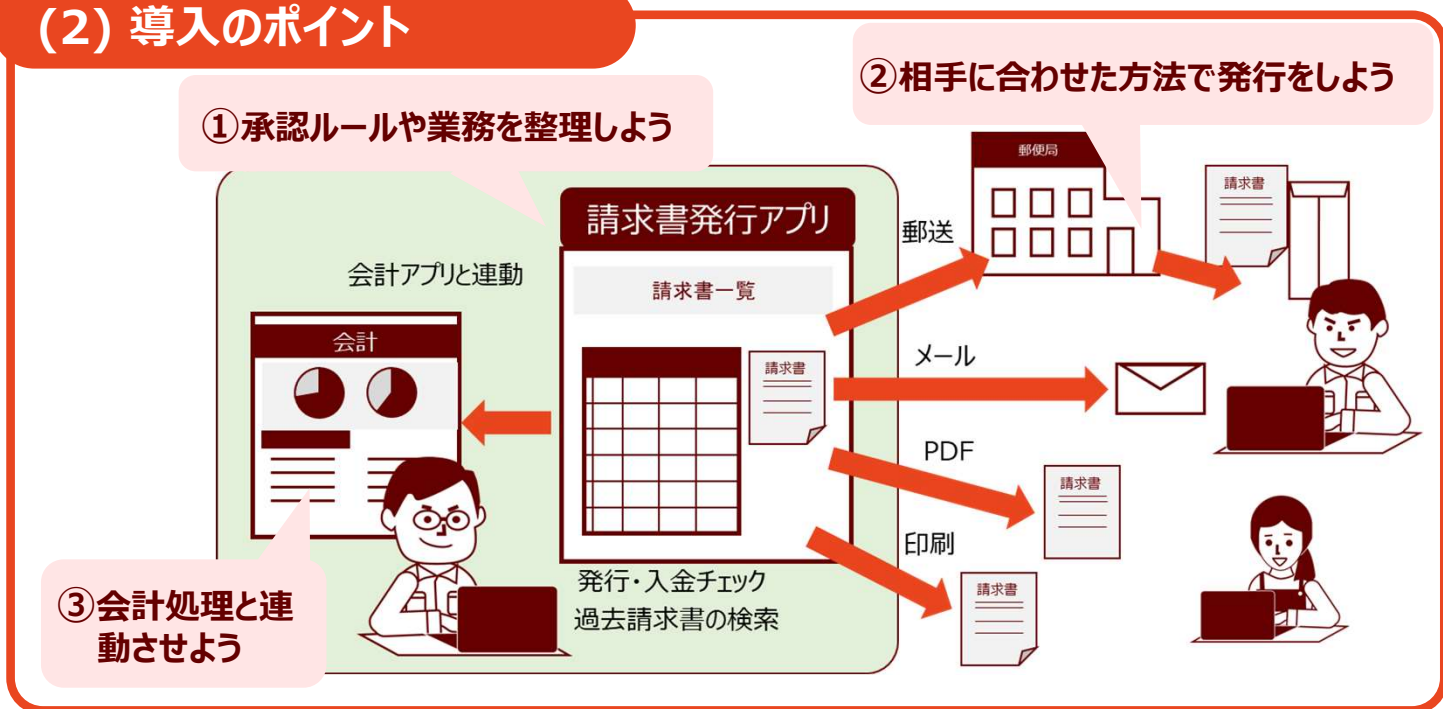 (2) 導入のポイント
①承認ルールや業務を整理しよう
②相手に合わせた方法で発行をしよう
郵便局
請求書
請求書発行アプリ
郵送
会計アプリと連動
請求書一覧
会計
請求書
メール
PDF
請求書
印刷
請求書
発行・入金チェック
過去請求書の検索
③会計処理と連
動させよう